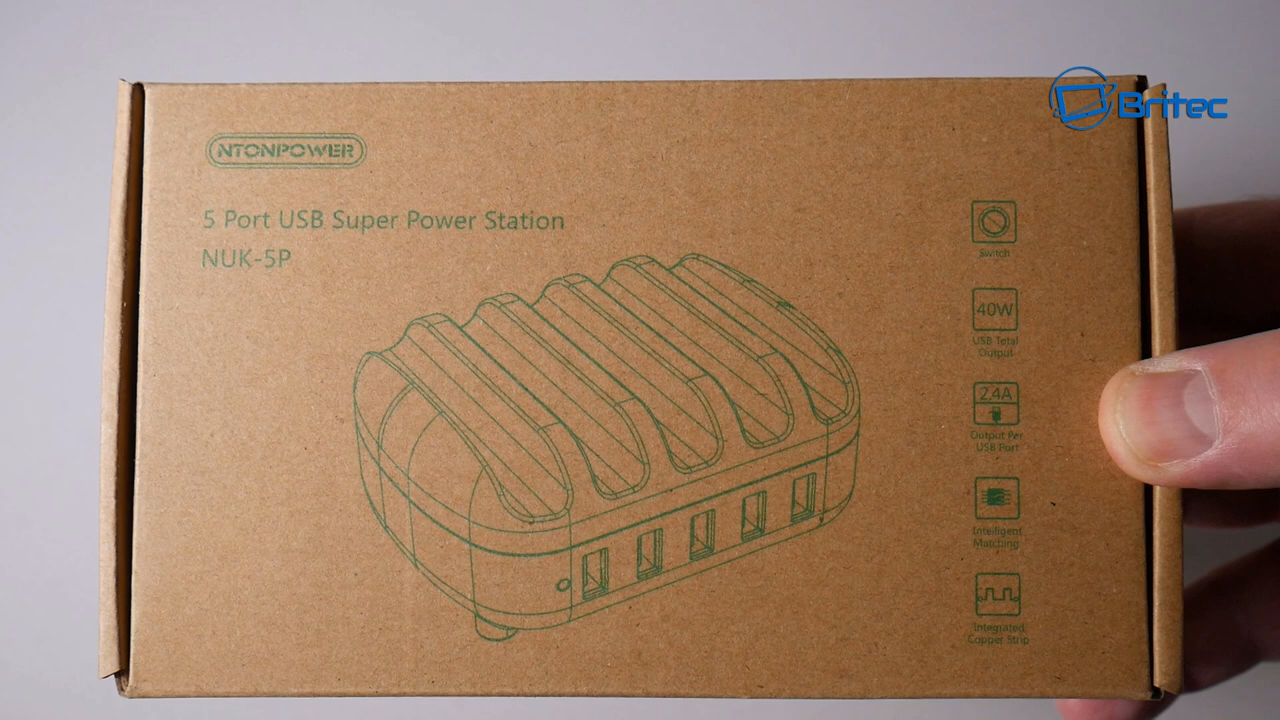 Britec
NTONPOWER
5 Port USB Super Power Station
NUK-5P
Switch
40W
USB Total
Output
2.4A
Output Per
USB Port
Intelligent
Matching
Integrated
Copper Strip